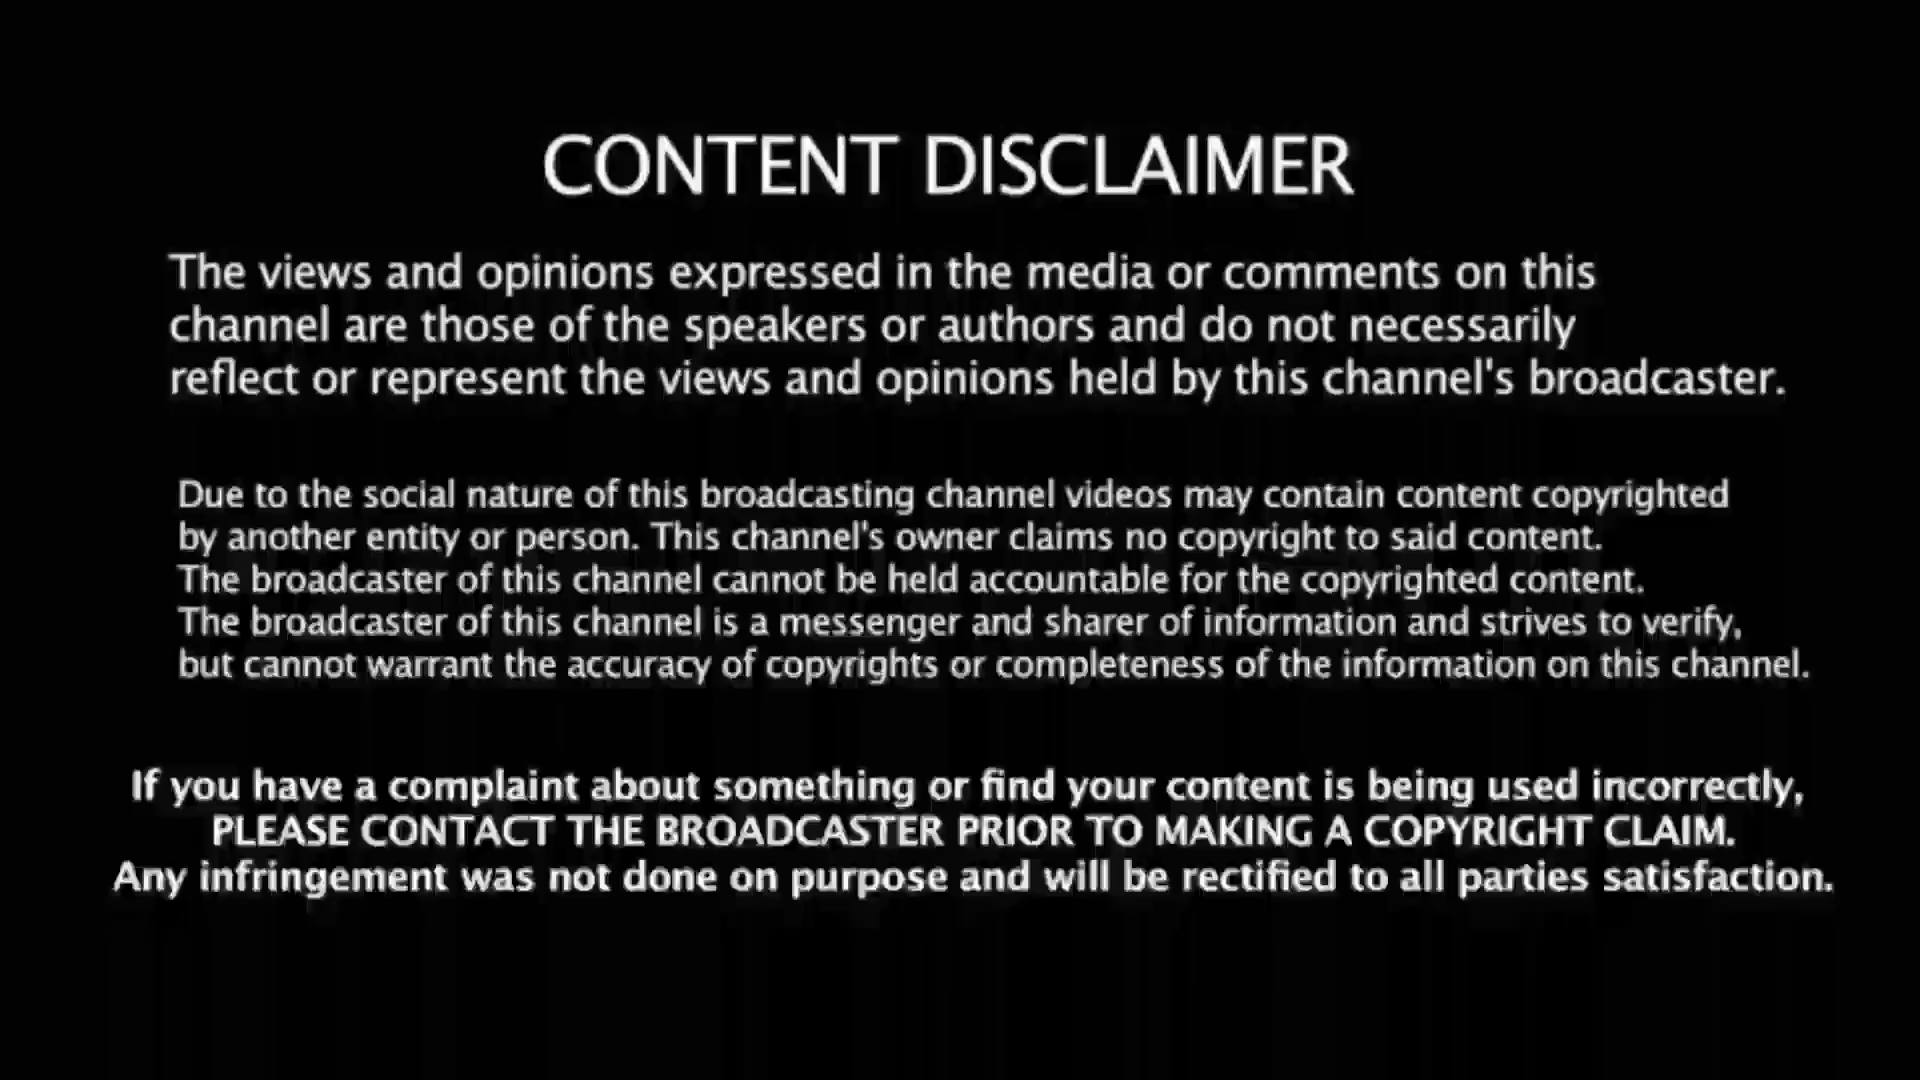 CONTENT DISCLAIMER
The views and opinions expressed in the media or comments on this
channel are those of the speakers or authors and do not necessarily
reflect or represent the views and opinions held by this channel's broadcaster.
Due to the social nature of this broadcasting channel videos may contain content copyrighted
by another entity or person. This channel's owner claims no copyright to said content.
The broadcaster of this channel cannot be held accountable for the copyrighted content.
The broadcaster of this channel is a messenger and sharer of information and strives to verify,
but cannot warrant the accuracy of copyrights or completeness of the information on this channel.
If you have a complaint about something or find your content is being used incorrectly,
PLEASE CONTACT THE BROADCASTER PRIOR TO MAKING A COPYRIGHT CLAIM.
Any infringement was not done on purpose and will be rectified to all parties satisfaction.